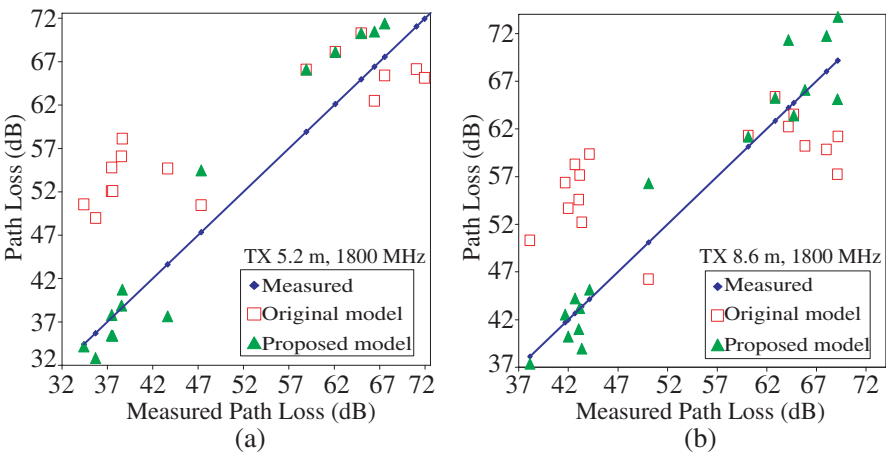 Path Loss (dB)
72
67
62
57
52
47
42
37
32
TX 5.2 m, 1800 MHz
Measured
Original model
Proposed model
32 37 42 47 52 57 62 67 72
Measured Path Loss (dB)
(a)
Path Loss (dB)
72
67
62
57
52
47
42
37
TX 8.6 m, 1800 MHz
Measured
Original model
Proposed model
37 42 47 52 57 62 67 72
Measured Path Loss (dB)
(b)